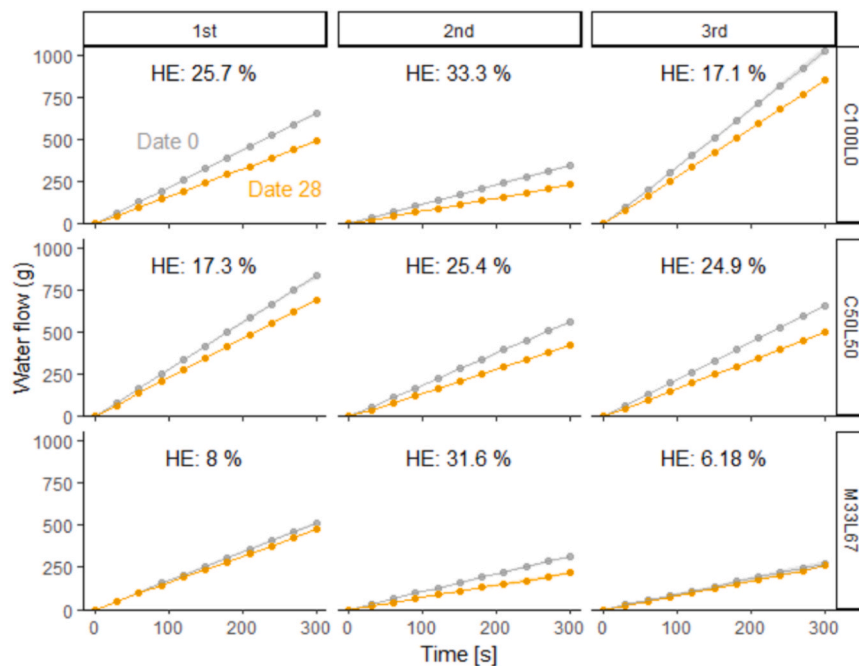 1st 2nd 3rd
1000 HE: 25.7 % HE: 33.3 % HE: 17.1 %
750
Date 0
500
250 Date 28
0
C100L0
1000 HE: 17.3 % HE: 25.4 % HE: 24.9 %
750
500
250
0
C50L50
Water flow (g)
1000 HE: 8 % HE: 31.6 % HE: 6.18 %
750
500
250
0
M33L67
0 100 200 300 0 100 200 300 0 100 200 300
Time [s]